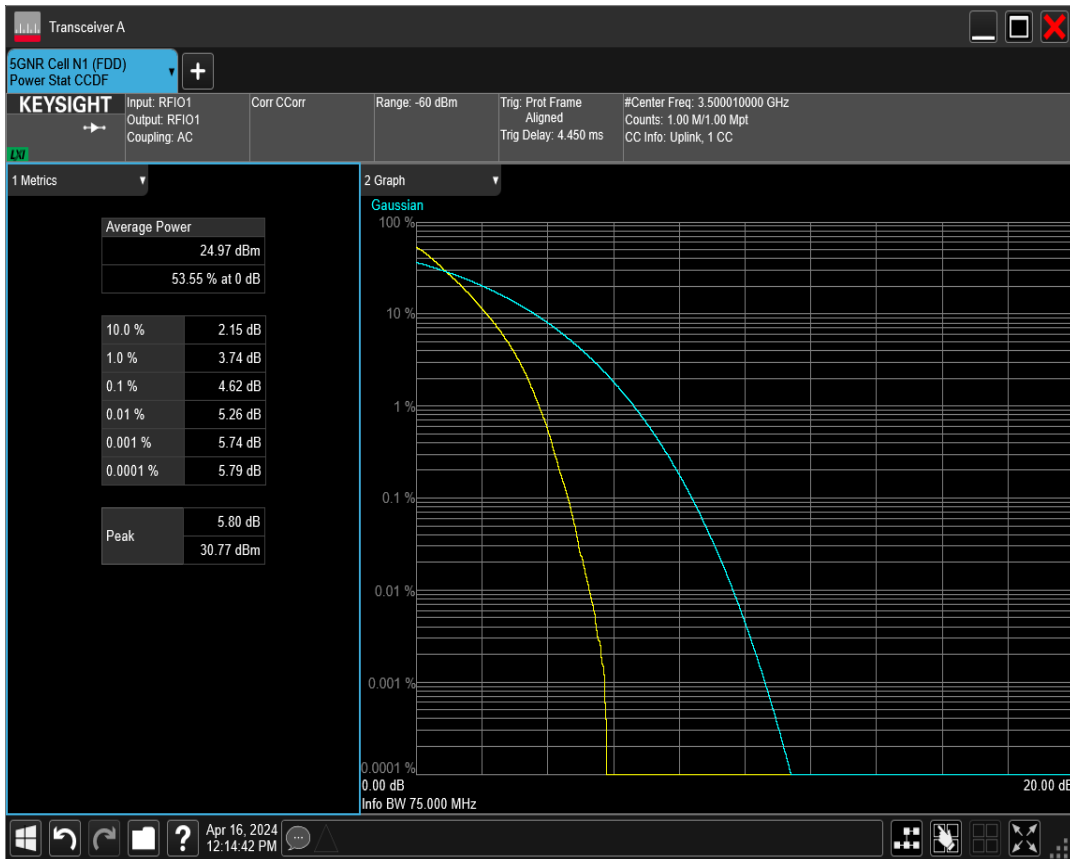 Transceiver A
5GNR Cell N1 (FDD)
Power Stat CCDF
+
KEYSIGHT
LXI
Input: RFIO1
Output: RFIO1
Coupling: AC
Corr CCorr
Range: -60 dBm
Trig: Prot Frame
Aligned
Trig Delay: 4.450 ms
#Center Freq: 3.500010000 GHz
Counts: 1.00 M/1.00 Mpt
CC Info: Uplink, 1 CC
1 Metrics
Average Power
24.97 dBm
53.55 % at 0 dB
10.0 % 2.15 dB
1.0 % 3.74 dB
0.1 % 4.62 dB
0.01 % 5.26 dB
0.001 % 5.74 dB
0.0001 % 5.79 dB
Peak
5.80 dB
30.77 dBm
2 Graph
Gaussian
100 %
10 %
1 %
0.1 %
0.01 %
0.001 %
0.0001 %
0.00 dB
20.00 dB
Info BW 75.000 MHz
?
Apr 16, 2024
12:14:42 PM